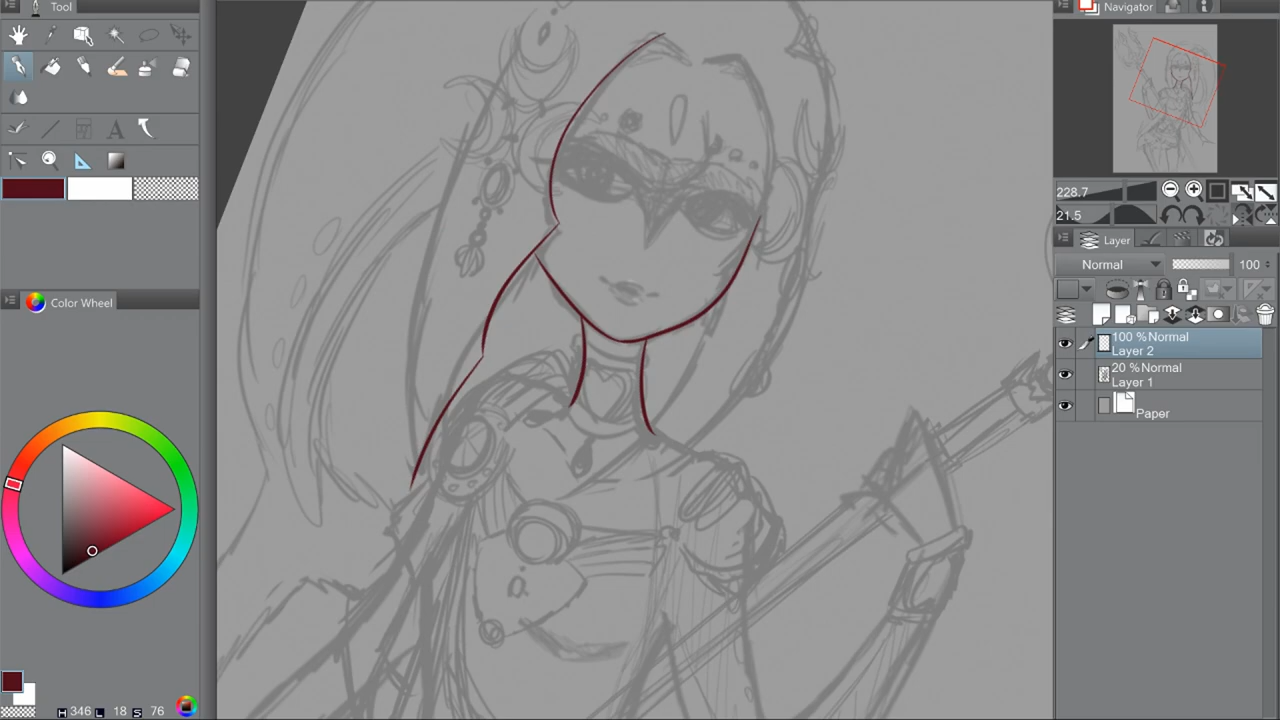 Tool
Navigator
228.7
21.5
Layer
Normal
100
100 %Normal
Layer 2
20 %Normal
Layer 1
Paper
Color Wheel
H 346 L 18 S 76